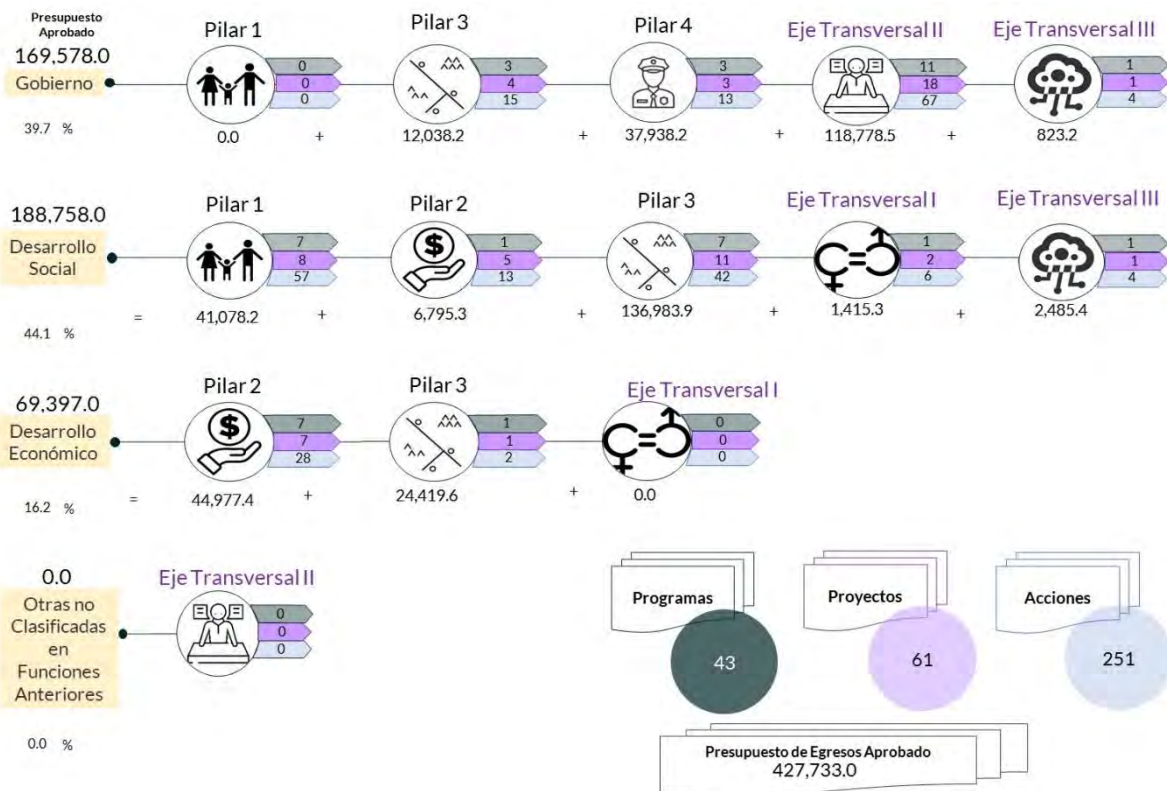 Presupuesto
Aprobado
169,578.0
Gobierno
39.7 %
Pilar 1
0
0
0
0.0
+
Pilar 3
3
4
15
12,038.2
+
Pilar 4
3
3
13
37,938.2
+
Eje Transversal II
11
18
67
118,778.5
+
Eje Transversal III
1
1
4
823.2
188,758.0
Desarrollo
Social
44.1 %
=
Pilar 1
7
8
57
41,078.2
+
Pilar 2
$
1
5
13
6,795.3
+
Pilar 3
7
11
42
136,983.9
+
Eje Transversal I
1
2
6
1,415.3
+
Eje Transversal III
1
1
4
2,485.4
69,397.0
Desarrollo
Económico
16.2 %
=
Pilar 2
$
7
7
28
44,977.4
+
Pilar 3
1
1
2
24,419.6
+
Eje Transversal I
0
0
0
0.0
0.0
Otras no
Clasificadas
en
Funciones
Anteriores
0.0 %
Eje Transversal II
0
0
0
Programas
43
Proyectos
61
Acciones
251
Presupuesto de Egresos Aprobado
427,733.0